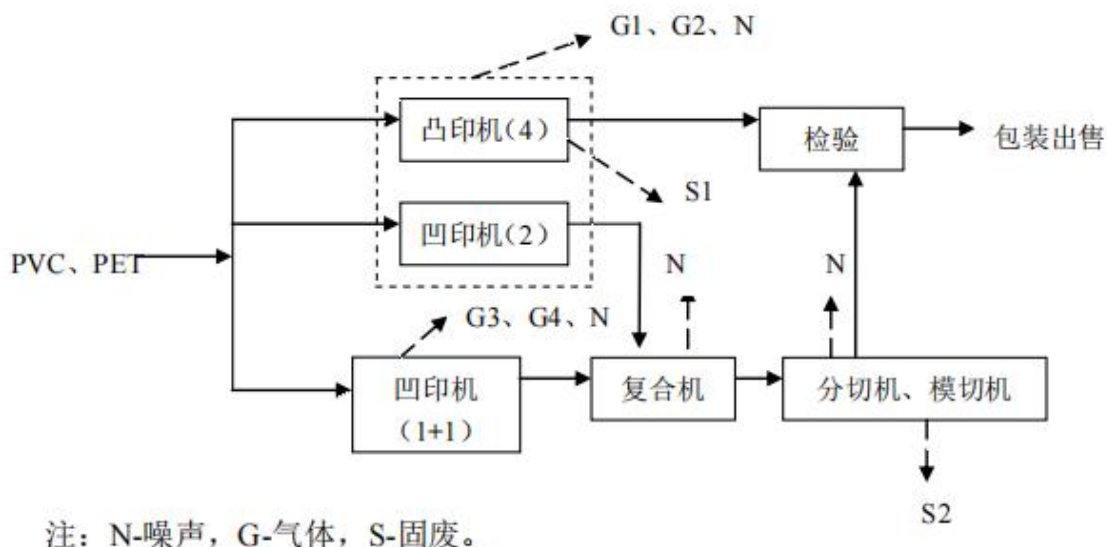 G1、G2、N
凸印机(4)
检验
包装出售
S1
凹印机(2)
PVC、PET
N
N
G3、G4、N
凹印机
(1+1)
复合机
分切机、模切机
S2
注：N-噪声，G-气体，S-固废。